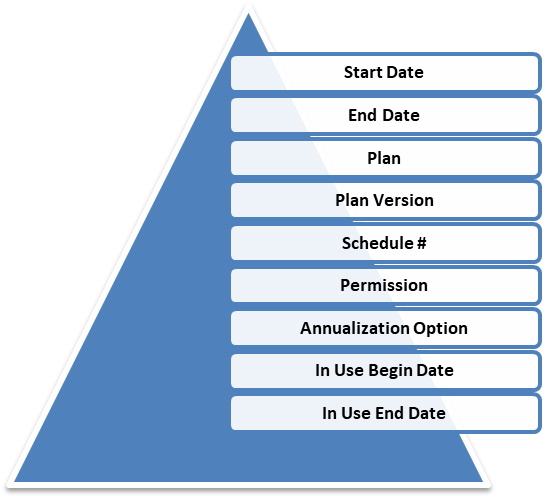 Start Date
End Date
Plan
Plan Version
Schedule #
Permission
Annualization Option
In Use Begin Date
In Use End Date